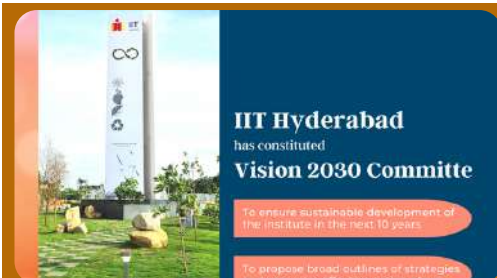 IIT
IIT Hyderabad
has constituted
Vision 2030 Committe
To ensure sustainable development of
the institute in the next 10 years
To propose broad outlines of strategies